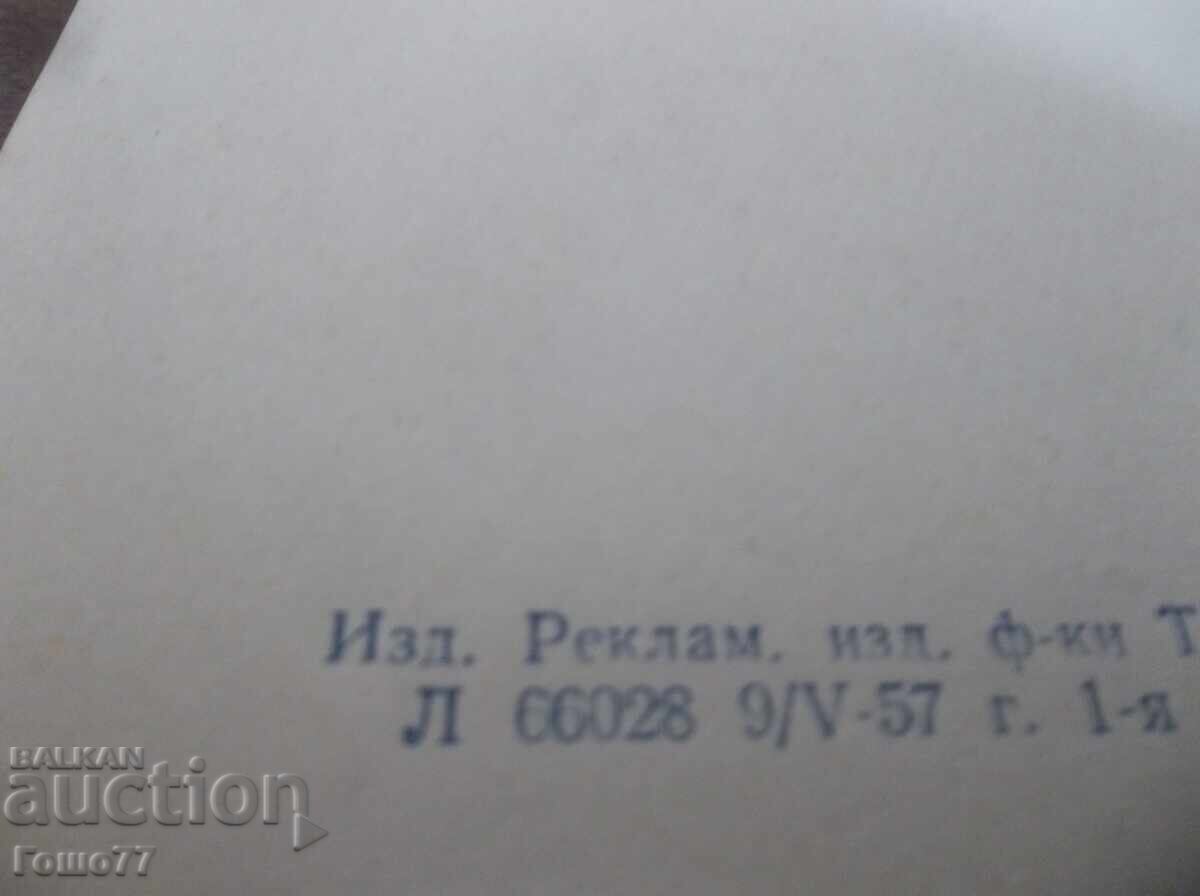 Изд. Реклам. изд. ф-ки Т
Л 66028 9/V-57 г. 1-я
BALKAN
auction
Гошо77